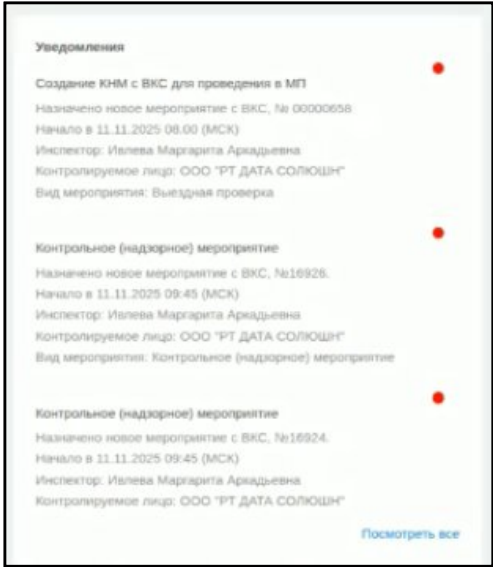 Уведомления
Создание КНМ с ВКС для проведения в МП
Назначено новое мероприятие с ВКС, № 00000658
Начало в 11.11.2025 08.00 (МСК)
Инспектор: Ивлева Маргарита Аркадьевна
Контролируемое лицо: ООО "РТ ДАТА СОЛЮШН"
Вид мероприятия: Выездная проверка
Контрольное (надзорное) мероприятие
Назначено новое мероприятие с ВКС, №16926.
Начало в 11.11.2025 09:45 (МСК)
Инспектор: Ивлева Маргарита Аркадьевна
Контролируемое лицо: ООО "РТ ДАТА СОЛЮШН"
Вид мероприятия: Контрольное (надзорное) мероприятие
Контрольное (надзорное) мероприятие
Назначено новое мероприятие с ВКС, №16924.
Начало в 11.11.2025 09:45 (МСК)
Инспектор: Ивлева Маргарита Аркадьевна
Контролируемое лицо: ООО "РТ ДАТА СОЛЮШН"
Посмотреть все